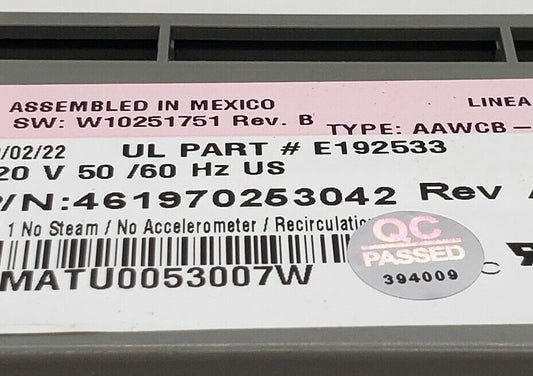 ASSEMBLED IN MEXICO LINEA
SW: W10251751 Rev. B TYPE: AAWCB -
/02/22 UL PART # E192533
20 V 50 /60 Hz US
/N:461970253042 Rev
1 No Steam / No Accelerometer / Recirculatio
MATU0053007W
QC
PASSED
394009
C